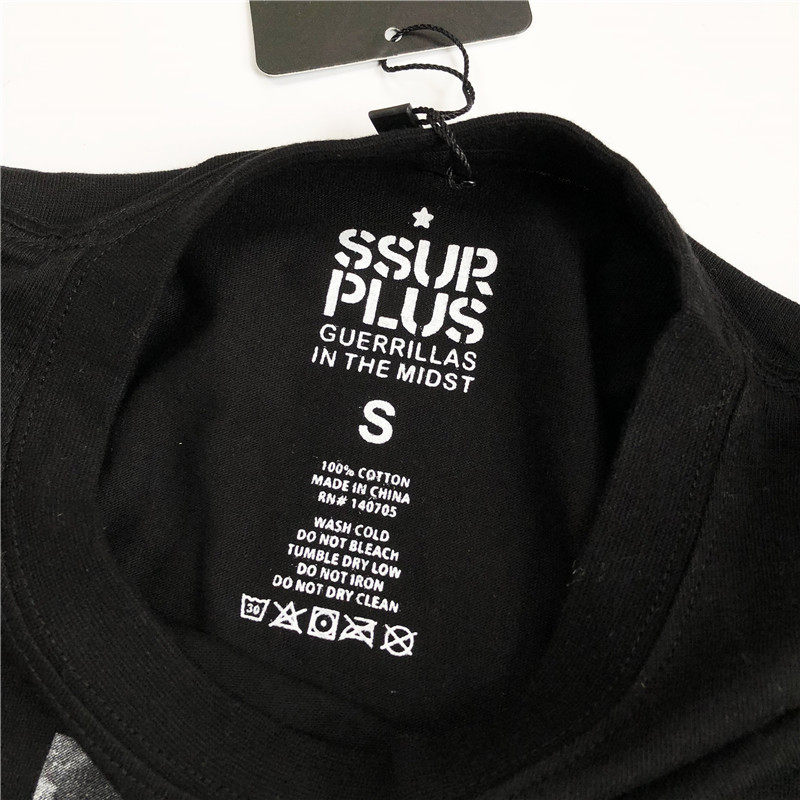 SSUR
PLUS
GUERRILLAS
IN THE MIDST
S
100% COTTON
MADE IN CHINA
RN# 140705
WASH COLD
DO NOT BLEACH
TUMBLE DRY LOW
DO NOT IRON
DO NOT DRY CLEAN
30